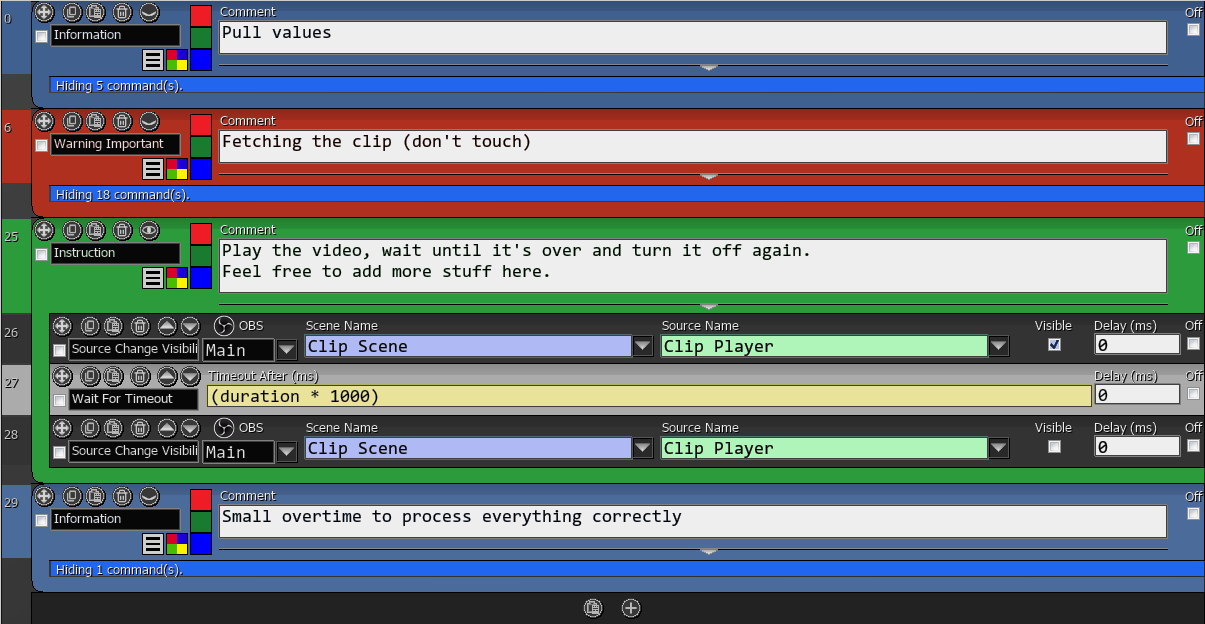 0
Information
Comment
Off
Pull values
Hiding 5 command(s).
6
Warning Important
Comment
Off
Fetching the clip (don't touch)
Hiding 18 command(s).
25
Instruction
Comment
Off
Play the video, wait until it's over and turn it off again.
Feel free to add more stuff here.
26
OBS Scene Name Source Name Visible Delay (ms) Off
Source Change Visibili Main Clip Scene Clip Player 0
27
Timeout After (ms) Delay (ms) Off
Wait For Timeout (duration * 1000) 0
28
OBS Scene Name Source Name Visible Delay (ms) Off
Source Change Visibili Main Clip Scene Clip Player 0
29
Information
Comment
Off
Small overtime to process everything correctly
Hiding 1 command(s).